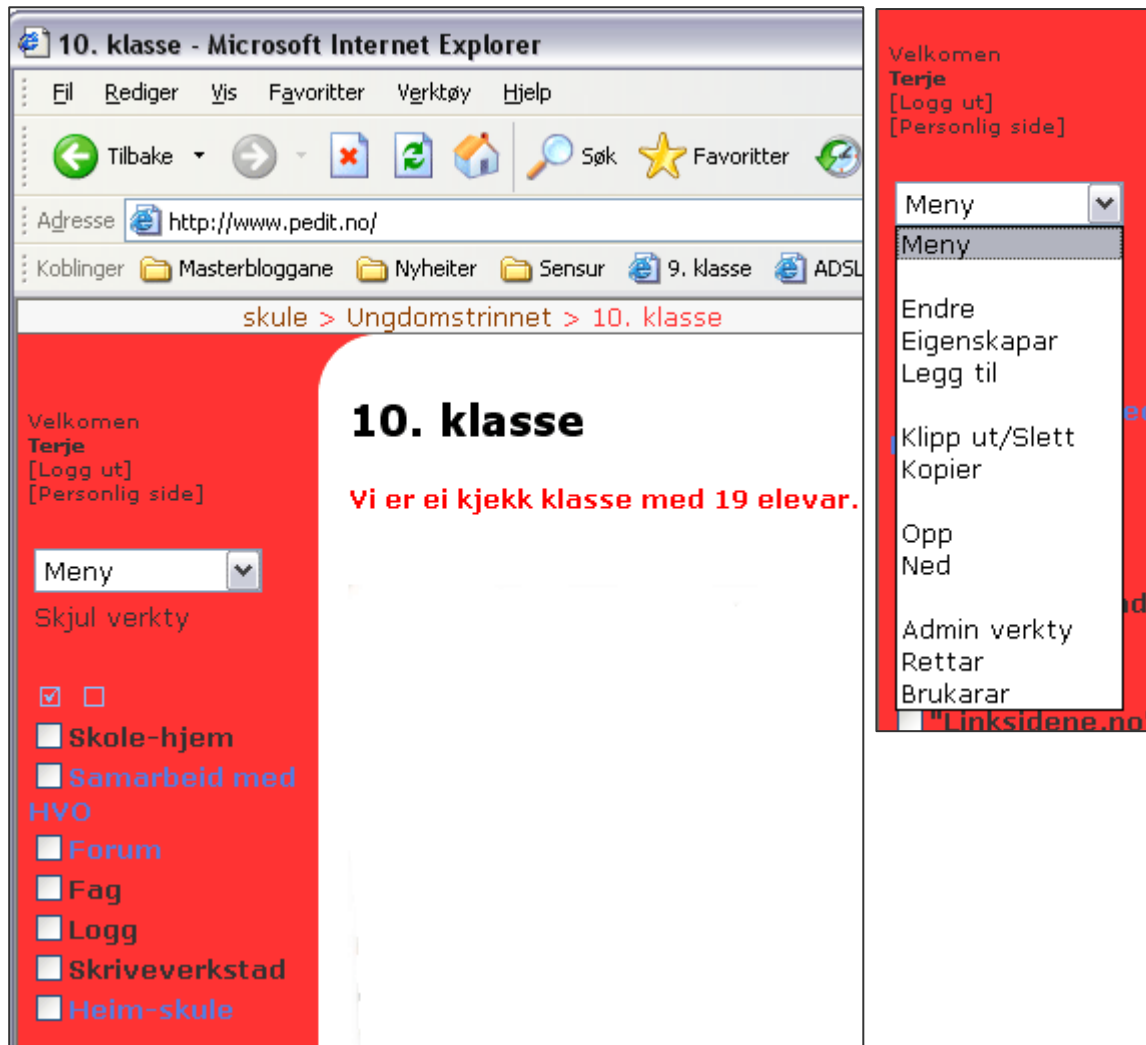 10. klasse - Microsoft Internet Explorer
Fil Rediger Vis Favoritter Verktøy Hjelp
Tilbake Søk Favoritter
Adresse http://www.pedit.no/
Koblinger Masterbloggane Nyheiter Sensur 9. klasse ADSL
skule > Ungdomstrinnet > 10. klasse
Velkomen
Terje
[Logg ut]
[Personlig side]
Meny
Skjul verkty
Skole-hjem
Samarbeid med
HVO
Forum
Fag
Logg
Skriveverkstad
Heim-skule
10. klasse
Vi er ei kjekk klasse med 19 elevar.
Velkomen
Terje
[Logg ut]
[Personlig side]
Meny
Meny
Endre
Eigenskapar
Legg til
Klipp ut/Slett
Kopier
Opp
Ned
Admin verkty
Rettar
Brukarar
"Linksidene.no